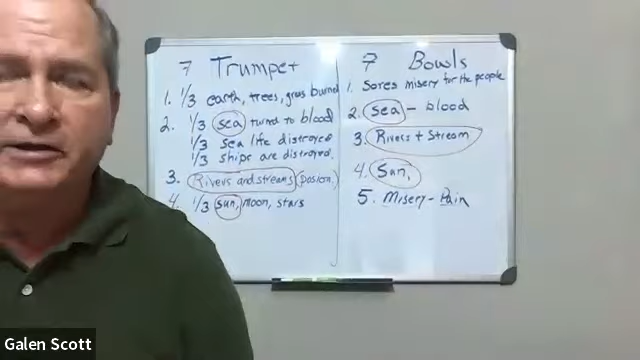 7 Trumpet
1. 1/3 earth, trees, gras burned
2. 1/3 sea turned to blood
1/3 sea life distroyed
1/3 ships are distroyed.
3. Rivers and streams (posion)
4. 1/3 sun, moon, stars
7 Bowls
1. Sores misery for the people
2. sea - blood
3. Rivers + Stream
4. Sun,
5. Misery - Pain
Galen Scott